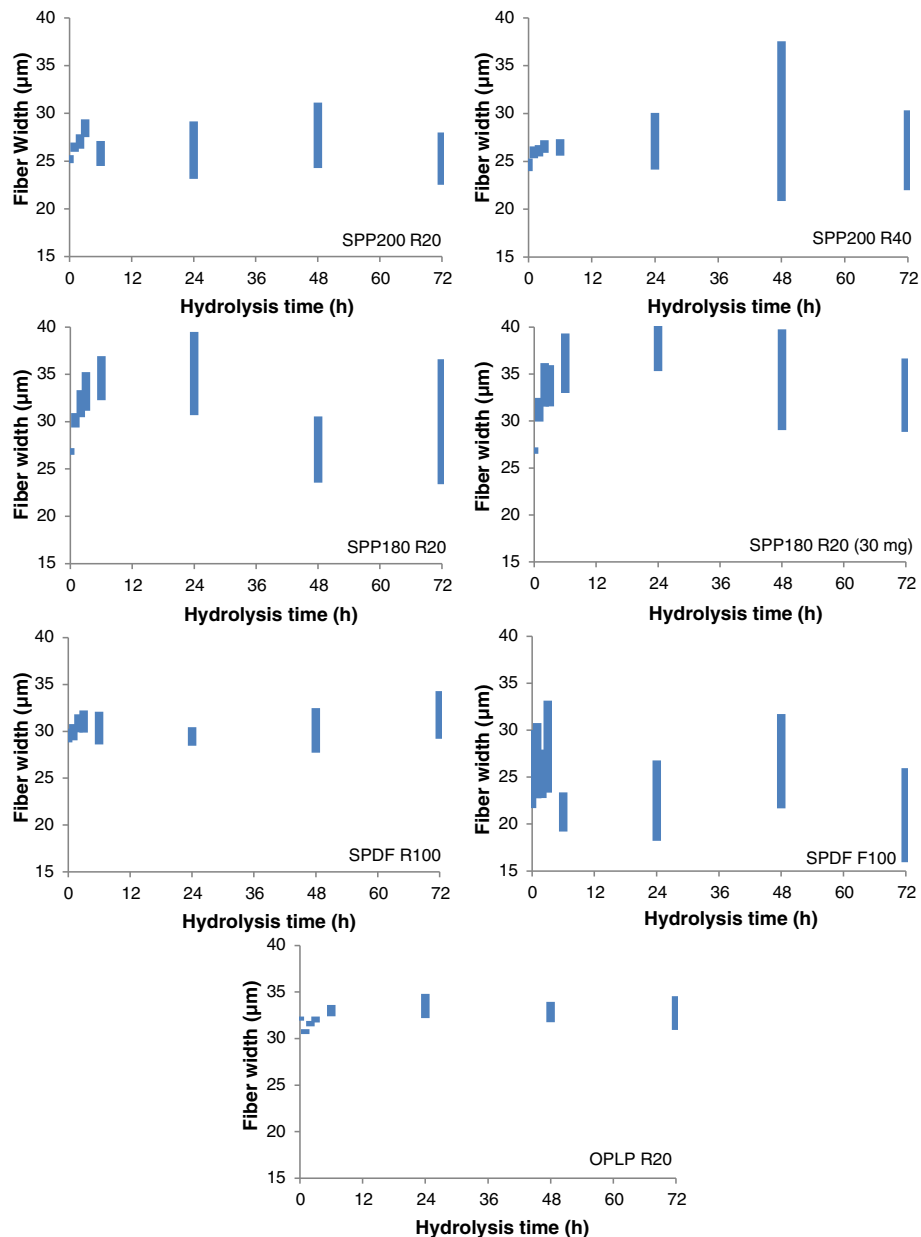 40
35
30
25
20
15
Fiber Width (µm)
SPP200 R20
0 12 24 36 48 60 72
Hydrolysis time (h)
40
35
30
25
20
15
Fiber width (µm)
SPP200 R40
0 12 24 36 48 60 72
Hydrolysis time (h)
40
35
30
25
20
15
Fiber width (µm)
SPP180 R20
0 12 24 36 48 60 72
Hydrolysis time (h)
40
35
30
25
20
15
Fiber width (µm)
SPP180 R20 (30 mg)
0 12 24 36 48 60 72
Hydrolysis time (h)
40
35
30
25
20
15
Fiber width (µm)
SPDF R100
0 12 24 36 48 60 72
Hydrolysis time (h)
40
35
30
25
20
15
Fiber width (µm)
SPDF F100
0 12 24 36 48 60 72
Hydrolysis time (h)
40
35
30
25
20
15
Fiber width (µm)
OPLP R20
0 12 24 36 48 60 72
Hydrolysis time (h)